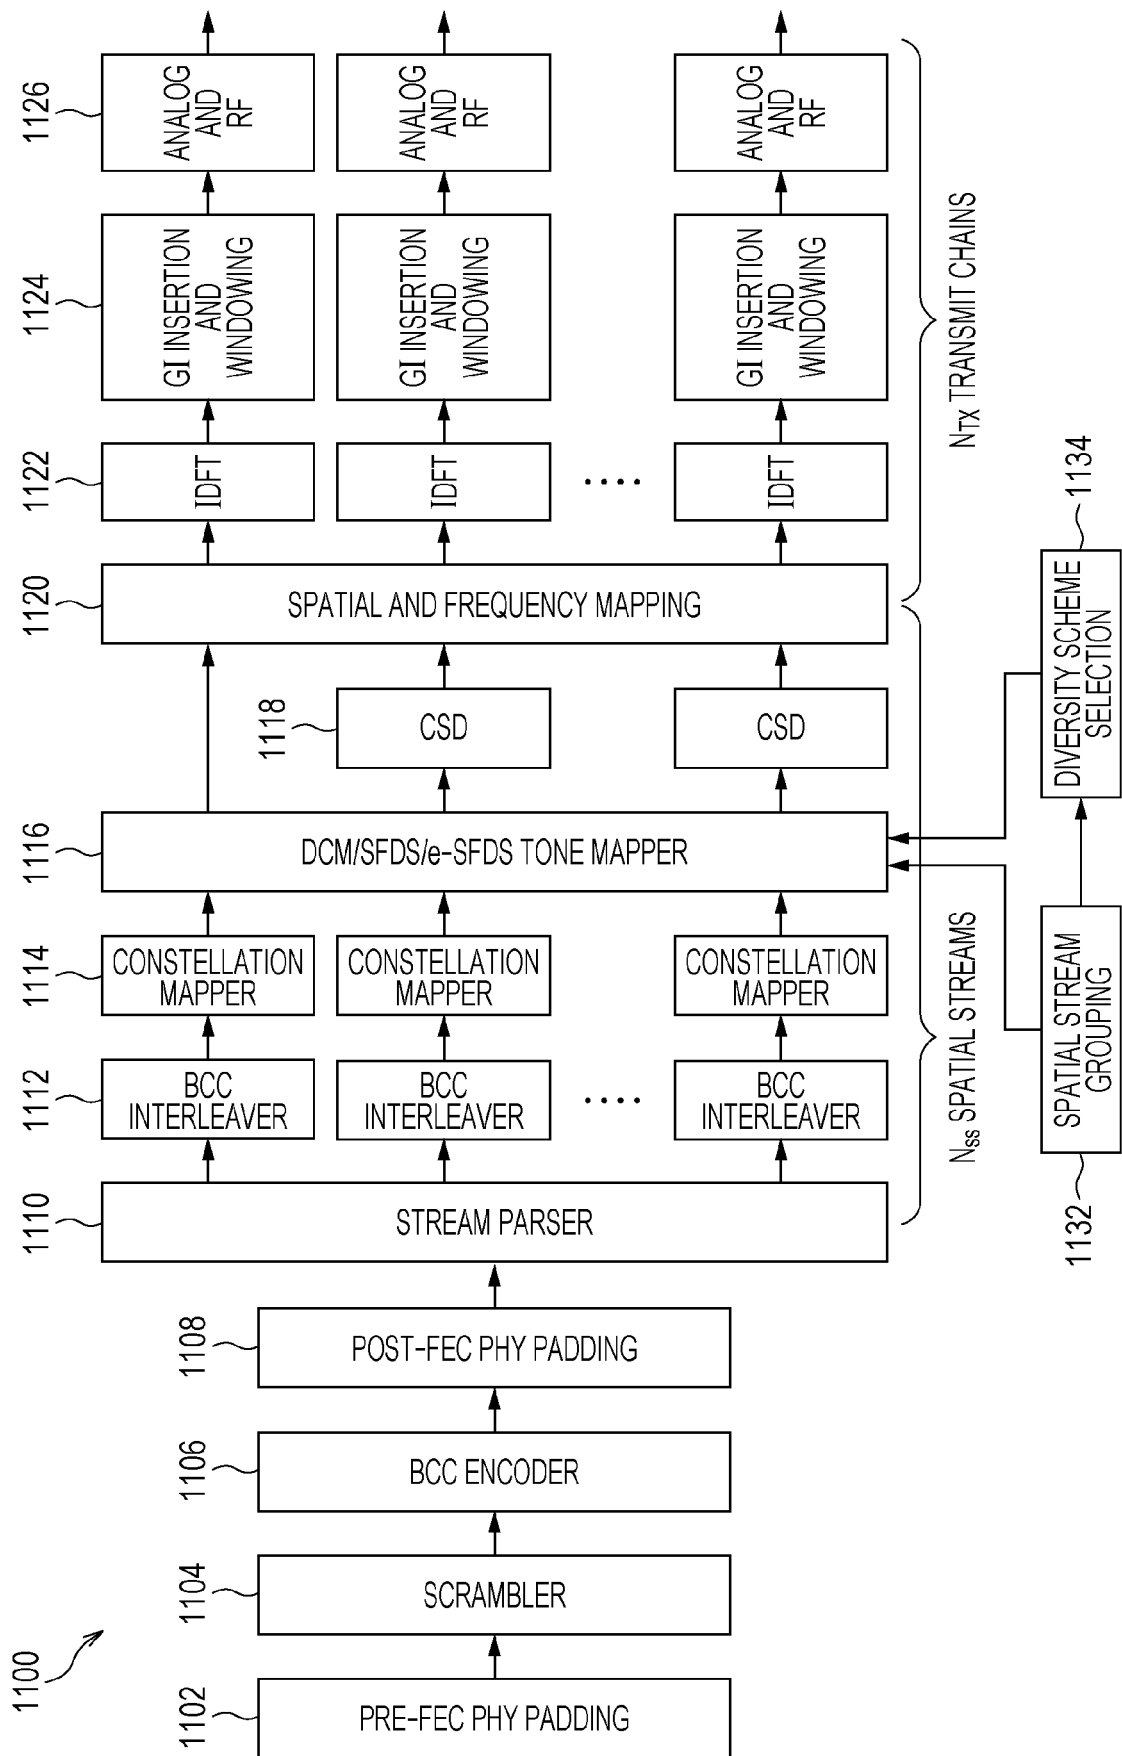 1100
1102
PRE-FEC PHY PADDING
1104
SCRAMBLER
1106
BCC ENCODER
1108
POST-FEC PHY PADDING
1110
STREAM PARSER
1112
BCC
INTERLEAVER
BCC
INTERLEAVER
....
BCC
INTERLEAVER
1114
CONSTELLATION
MAPPER
CONSTELLATION
MAPPER
CONSTELLATION
MAPPER
1116
DCM/SFDS/e-SFDS TONE MAPPER
1118
CSD
CSD
1120
SPATIAL AND FREQUENCY MAPPING
1122
IDFT
IDFT
....
IDFT
1124
GI INSERTION
AND
WINDOWING
GI INSERTION
AND
WINDOWING
GI INSERTION
AND
WINDOWING
1126
ANALOG
AND
RF
ANALOG
AND
RF
ANALOG
AND
RF
NSS SPATIAL STREAMS
NTX TRANSMIT CHAINS
1132
SPATIAL STREAM
GROUPING
1134
DIVERSITY SCHEME
SELECTION